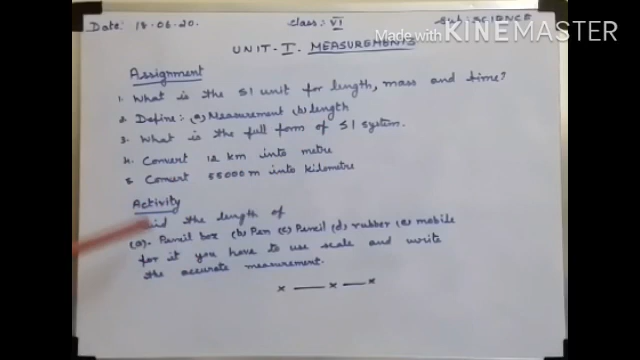 Date: 18-06-20. Class: VI Sub: SCIENCE
Made with KINEMASTER
UNIT-I. MEASUREMENTS
Assignment
1. What is the SI unit for length, mass and time?
2. Define:- (a) Measurement (b) length
3. What is the full form of SI system.
4. Convert 12 km into metre
5. Convert 55000 m into kilometre
Activity
the length of
(a). Pencil box (b) Pen (c) Pencil (d) rubber (e) mobile
for it you have to use scale and write
the accurate measurement.
x — x — x